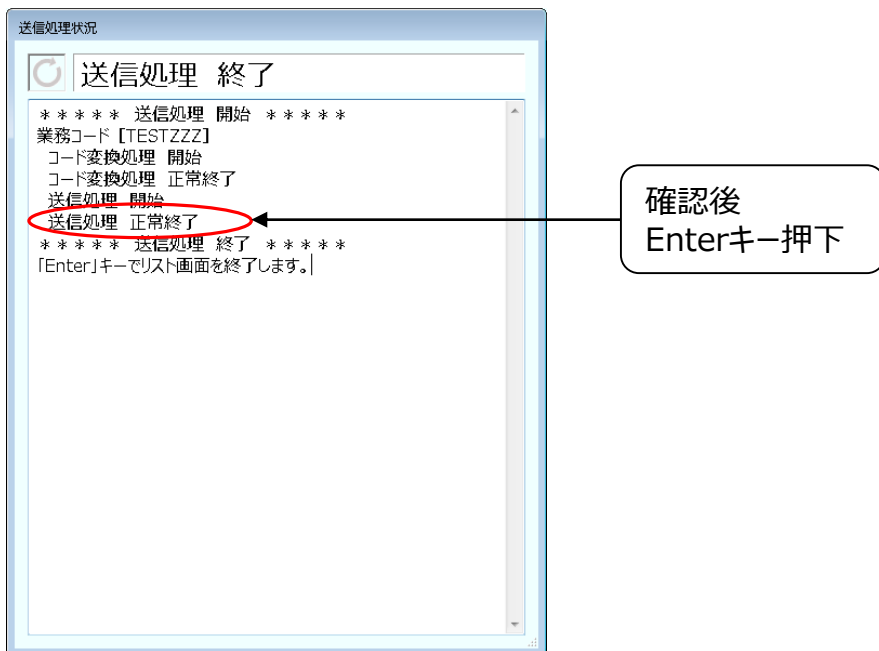 送信処理状況
送信処理 終了
***** 送信処理 開始 *****
業務コード [TESTZZZ]
コード変換処理 開始
コード変換処理 正常終了
送信処理 開始
送信処理 正常終了
***** 送信処理 終了 *****
「Enter」キーでリスト画面を終了します。
確認後
Enterキー押下